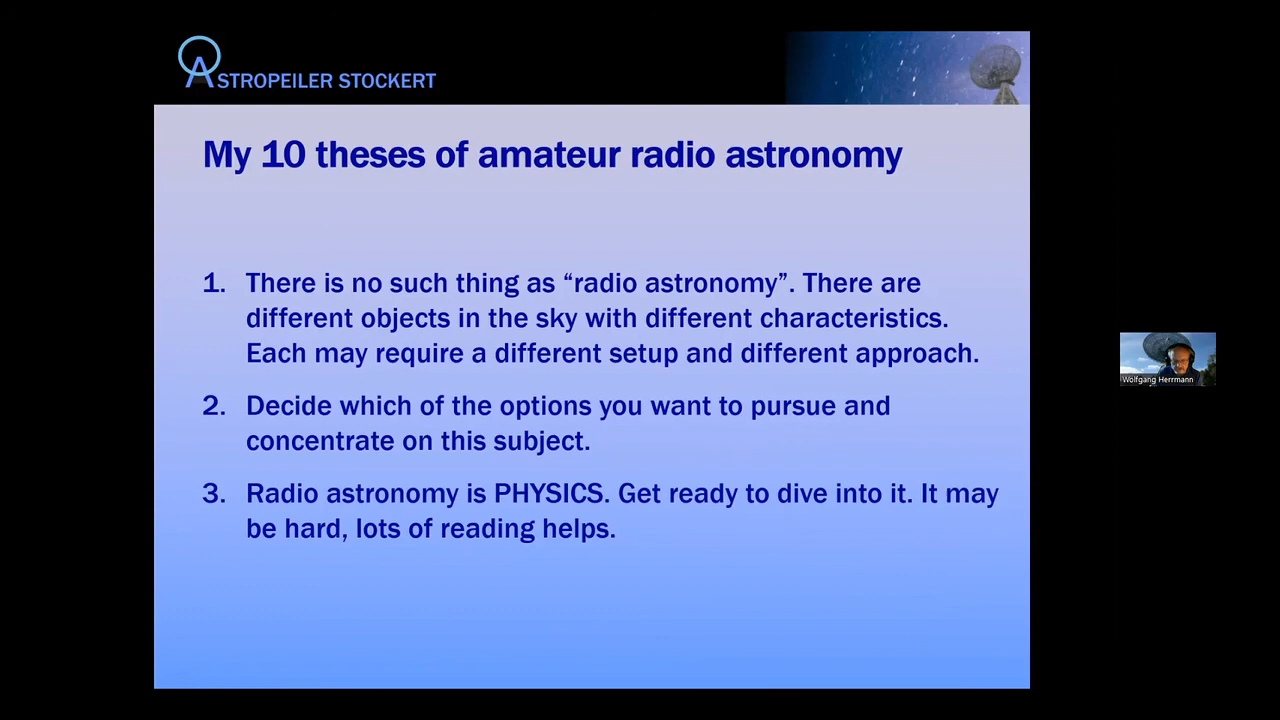 ASTROPEILER STOCKERT
My 10 theses of amateur radio astronomy
1. There is no such thing as “radio astronomy”. There are
different objects in the sky with different characteristics.
Each may require a different setup and different approach.
2. Decide which of the options you want to pursue and
concentrate on this subject.
3. Radio astronomy is PHYSICS. Get ready to dive into it. It may
be hard, lots of reading helps.
Wolfgang Herrmann